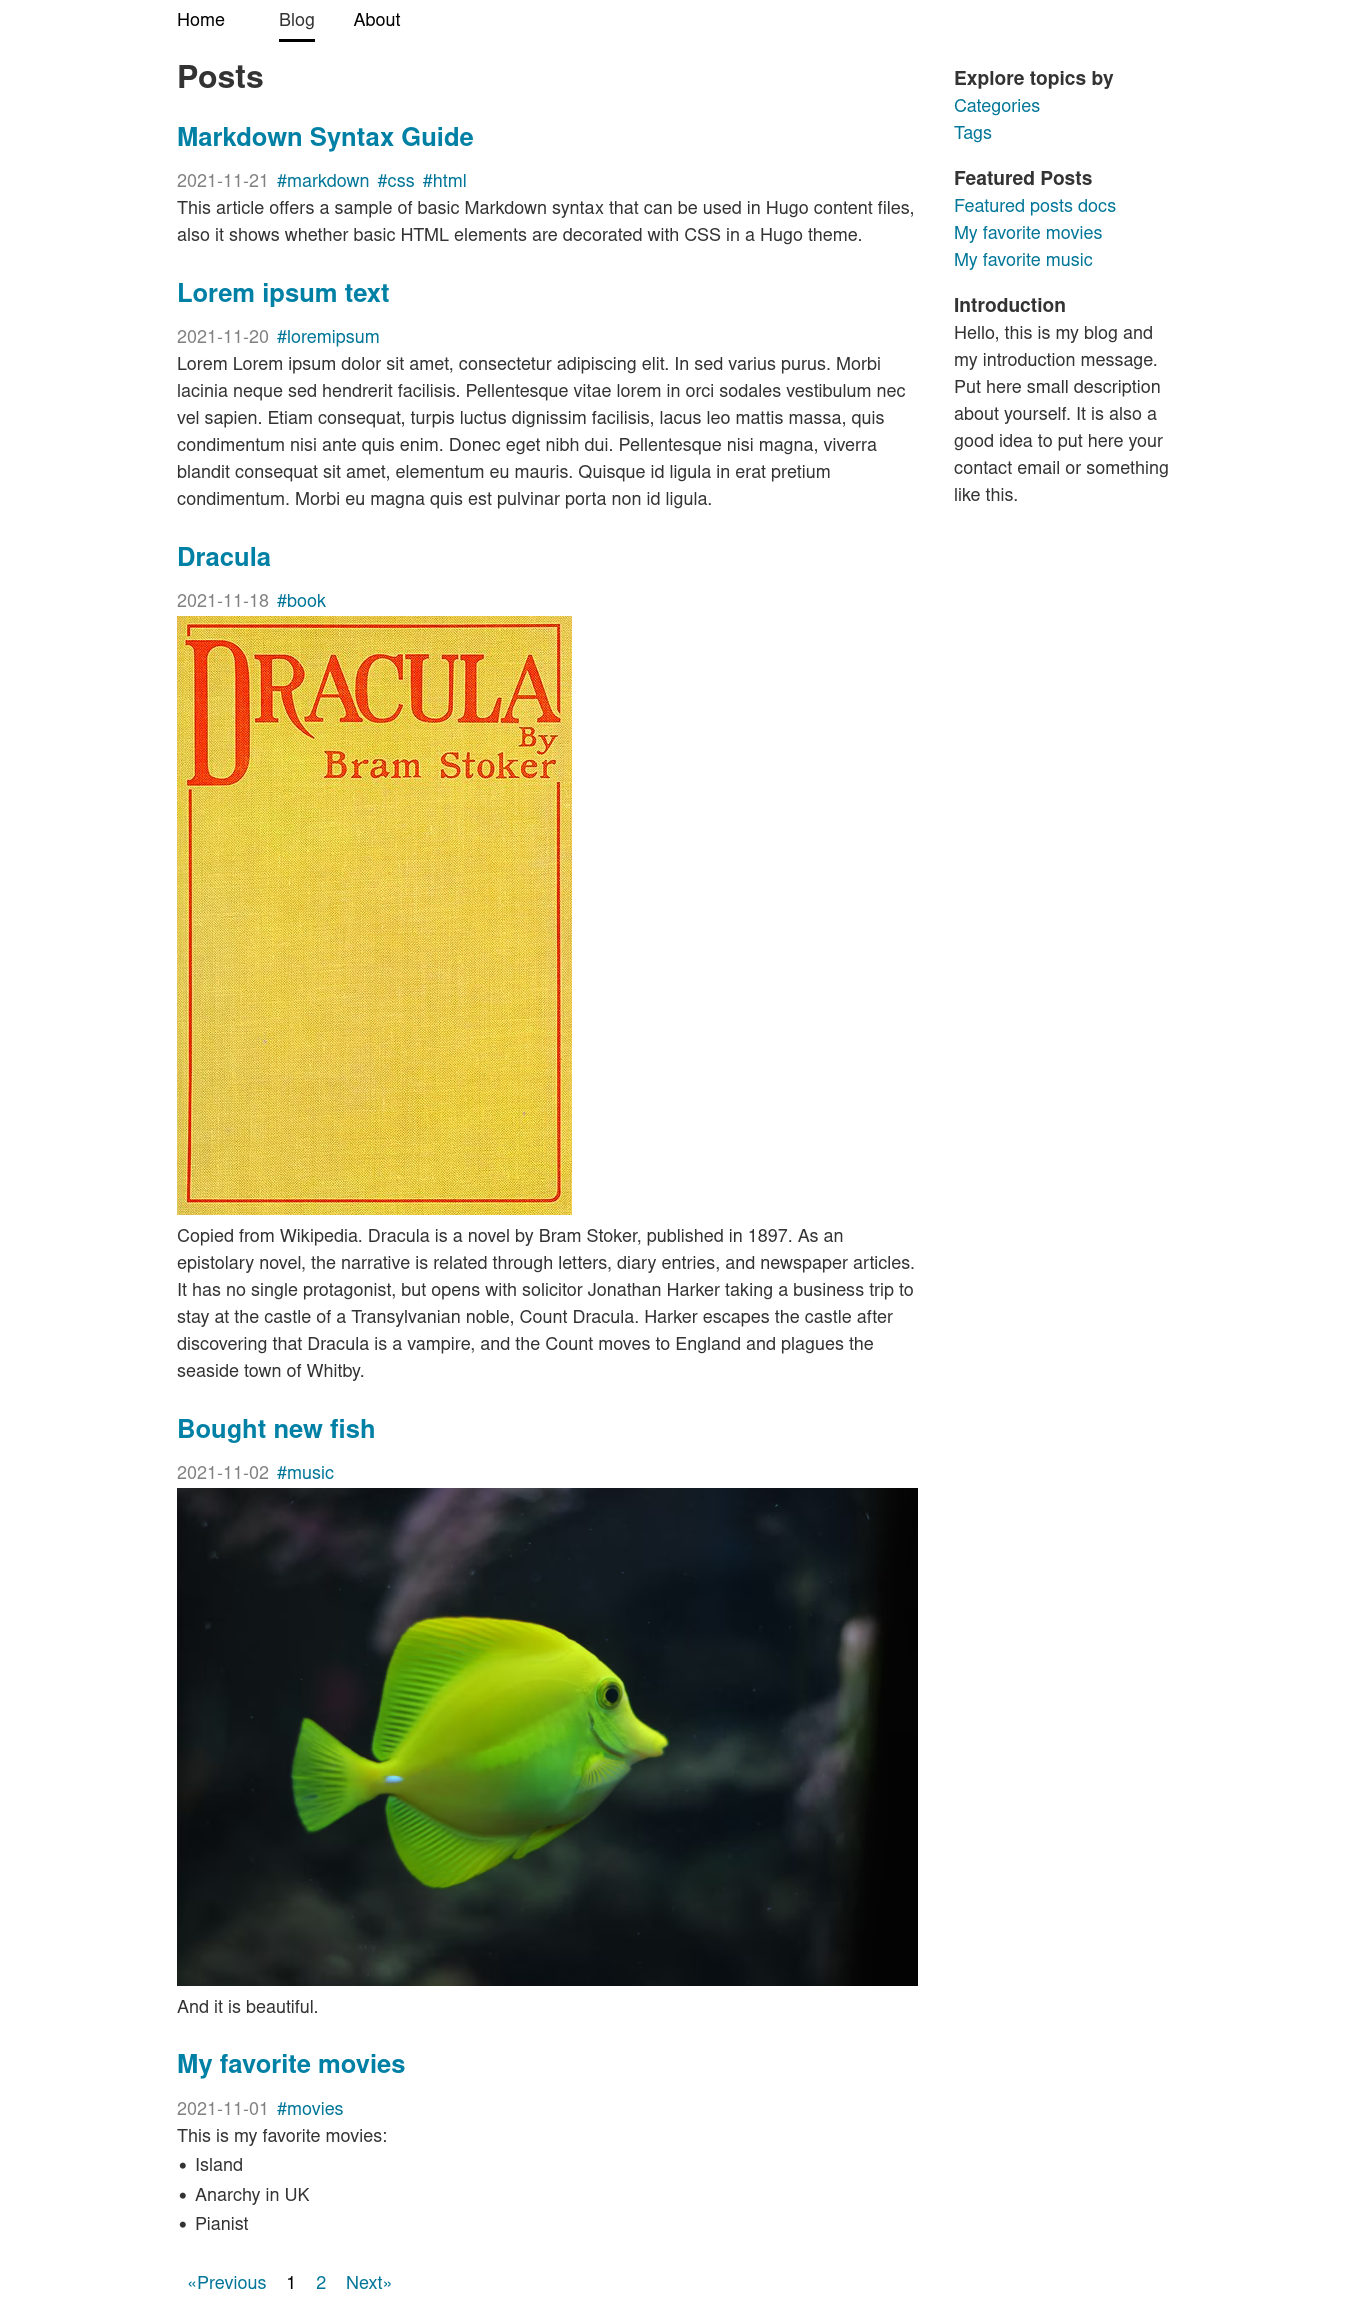 Home Blog About
Posts
Markdown Syntax Guide
2021-11-21 #markdown #css #html
This article offers a sample of basic Markdown syntax that can be used in Hugo content files,
also it shows whether basic HTML elements are decorated with CSS in a Hugo theme.
Lorem ipsum text
2021-11-20 #loremipsum
Lorem Lorem ipsum dolor sit amet, consectetur adipiscing elit. In sed varius purus. Morbi
lacinia neque sed hendrerit facilisis. Pellentesque vitae lorem in orci sodales vestibulum nec
vel sapien. Etiam consequat, turpis luctus dignissim facilisis, lacus leo mattis massa, quis
condimentum nisi ante quis enim. Donec eget nibh dui. Pellentesque nisi magna, viverra
blandit consequat sit amet, elementum eu mauris. Quisque id ligula in erat pretium
condimentum. Morbi eu magna quis est pulvinar porta non id ligula.
Dracula
2021-11-18 #book
DRACULA
By
Bram Stoker
Copied from Wikipedia. Dracula is a novel by Bram Stoker, published in 1897. As an
epistolary novel, the narrative is related through letters, diary entries, and newspaper articles.
It has no single protagonist, but opens with solicitor Jonathan Harker taking a business trip to
stay at the castle of a Transylvanian noble, Count Dracula. Harker escapes the castle after
discovering that Dracula is a vampire, and the Count moves to England and plagues the
seaside town of Whitby.
Bought new fish
2021-11-02 #music
And it is beautiful.
My favorite movies
2021-11-01 #movies
This is my favorite movies:
• Island
• Anarchy in UK
• Pianist
«Previous 1 2 Next»
Explore topics by
Categories
Tags
Featured Posts
Featured posts docs
My favorite movies
My favorite music
Introduction
Hello, this is my blog and
my introduction message.
Put here small description
about yourself. It is also a
good idea to put here your
contact email or something
like this.